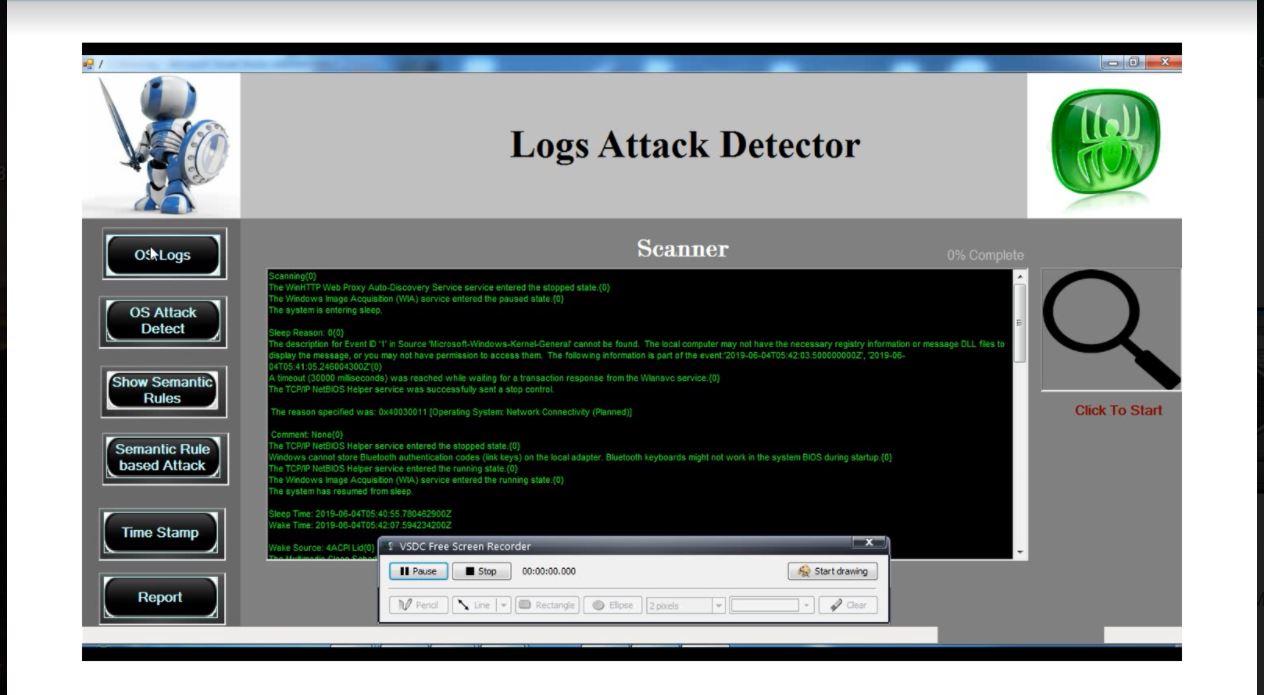 /
Logs Attack Detector
OS Logs
OS Attack
Detect
Show Semantic
Rules
Semantic Rule
based Attack
Time Stamp
Report
Scanner
0% Complete
Scanning{0}
The WinHTTP Web Proxy Auto-Discovery Service service entered the stopped state.{0}
The Windows Image Acquisition (WIA) service entered the paused state.{0}
The system is entering sleep.
Sleep Reason: 0{0}
The description for Event ID '1' in Source 'Microsoft-Windows-Kernel-General' cannot be found.  The local computer may not have the necessary registry information or message DLL files to
display the message, or you may not have permission to access them.  The following information is part of the event:'2019-06-04T05:42:03.500000000Z', '2019-06-
04T05:41:05.246004300Z'{0}
A timeout (30000 milliseconds) was reached while waiting for a transaction response from the Wlansvc service.{0}
The TCP/IP NetBIOS Helper service was successfully sent a stop control.
The reason specified was: 0x40030011 [Operating System: Network Connectivity (Planned)]
Comment: None{0}
The TCP/IP NetBIOS Helper service entered the stopped state.{0}
Windows cannot store Bluetooth authentication codes (link keys) on the local adapter. Bluetooth keyboards might not work in the system BIOS during startup.{0}
The TCP/IP NetBIOS Helper service entered the running state.{0}
The Windows Image Acquisition (WIA) service entered the running state.{0}
The system has resumed from sleep.
Sleep Time: 2019-06-04T05:40:55.780462900Z
Wake Time: 2019-06-04T05:42:07.594234200Z
Wake Source: 4ACPI Lid{0}
Click To Start
VSDC Free Screen Recorder
Pause Stop 00:00:00.000 Start drawing
Pencil Line Rectangle Ellipse 2 pixels Clear